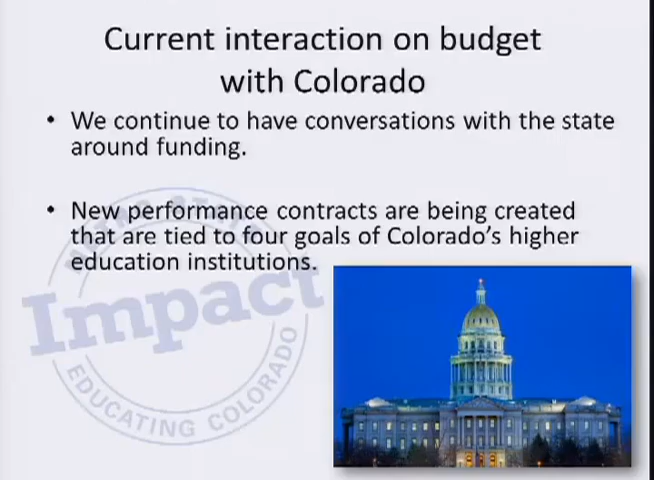 Current interaction on budget
with Colorado
• We continue to have conversations with the state
around funding.
• New performance contracts are being created
that are tied to four goals of Colorado's higher
education institutions.
Impact
EDUCATING COLORADO